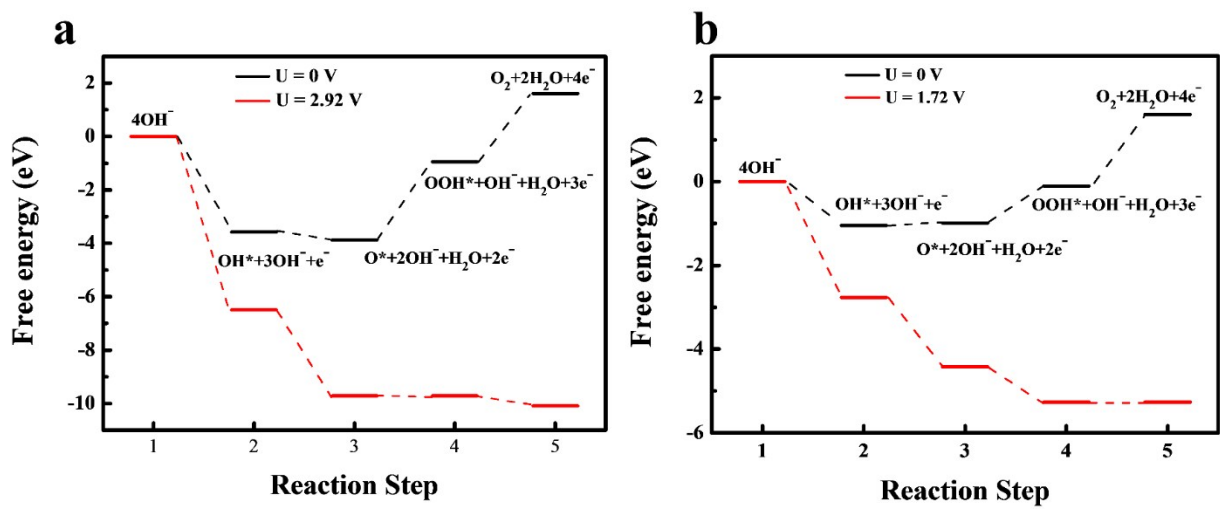 a
U = 0 V
U = 2.92 V
4OH⁻
OH*+3OH⁻+e⁻
O*+2OH⁻+H₂O+2e⁻
OOH*+OH⁻+H₂O+3e⁻
O₂+2H₂O+4e⁻
Free energy (eV)
2
0
-2
-4
-6
-8
-10
1 2 3 4 5
Reaction Step
b
U = 0 V
U = 1.72 V
4OH⁻
OH*+3OH⁻+e⁻
O*+2OH⁻+H₂O+2e⁻
OOH*+OH⁻+H₂O+3e⁻
O₂+2H₂O+4e⁻
Free energy (eV)
4
2
0
-2
-4
-6
1 2 3 4 5
Reaction Step